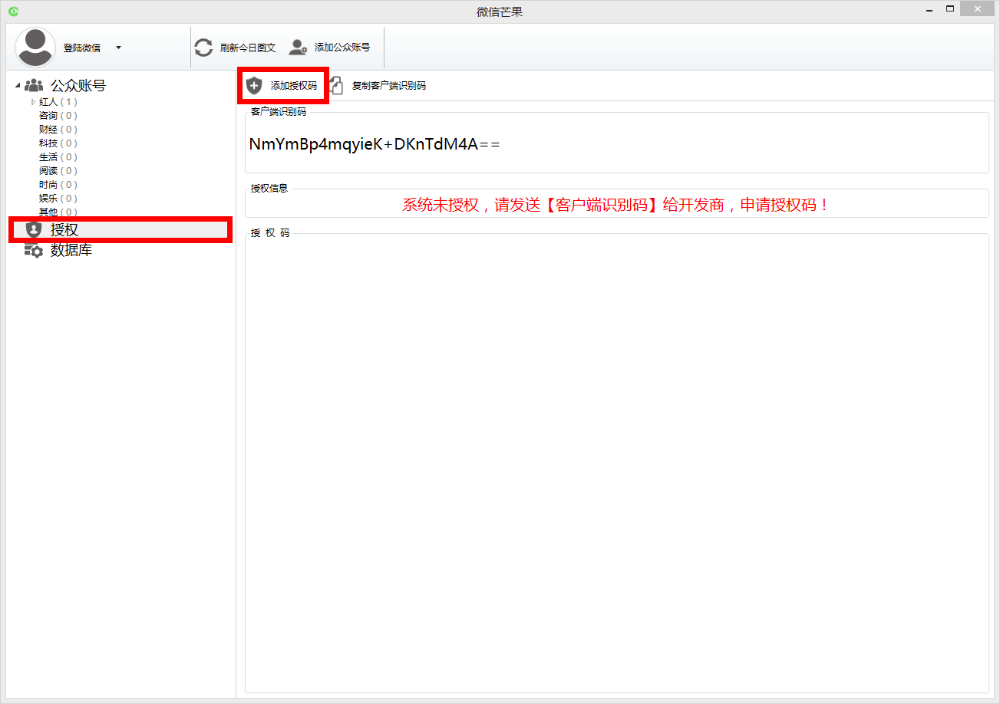 微信芒果
登陆微信
刷新今日图文
添加公众账号
公众账号
红人 ( 1 )
咨询 ( 0 )
财经 ( 0 )
科技 ( 0 )
生活 ( 0 )
阅读 ( 0 )
时尚 ( 0 )
娱乐 ( 0 )
其他 ( 0 )
授权
数据库
添加授权码
复制客户端识别码
客户端识别码
NmYmBp4mqyieK+DKnTdM4A==
授权信息
系统未授权，请发送【客户端识别码】给开发商，申请授权码！
授 权 码